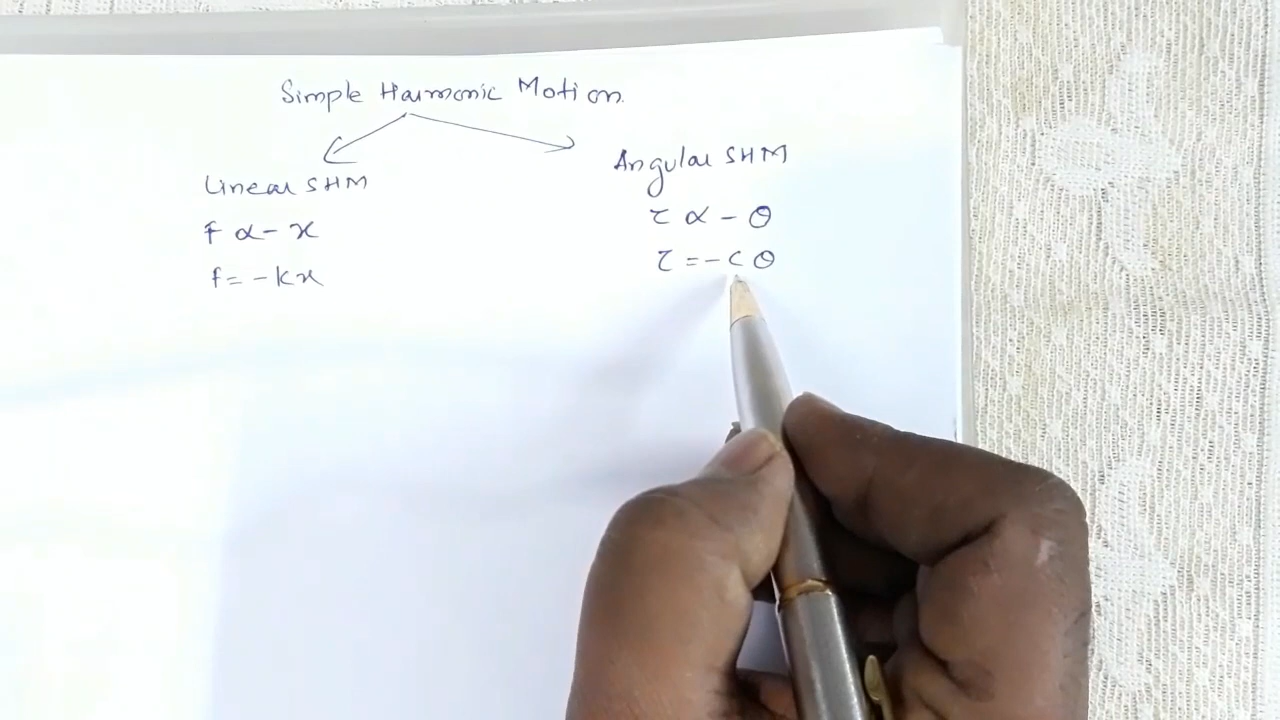 Simple Harmonic Motion
Linear SHM
F α - x
f = - kx
Angular SHM
τ α - θ
τ = - c θ